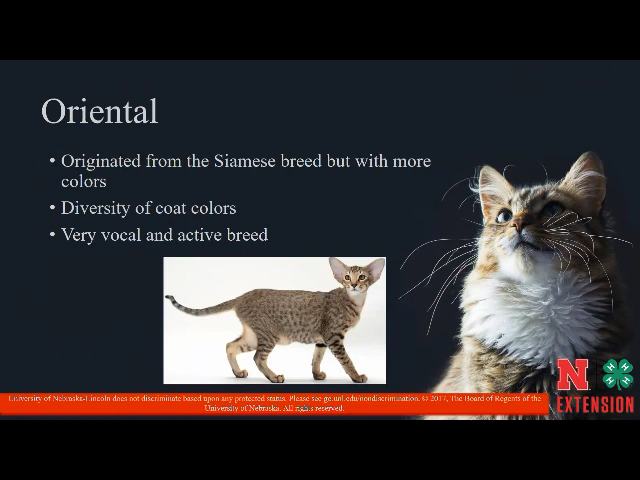 Oriental
• Originated from the Siamese breed but with more
colors
• Diversity of coat colors
• Very vocal and active breed
University of Nebraska-Lincoln does not discriminate based upon any protected status. Please see go.unl.edu/nondiscrimination. © 2017, The Board of Regents of the
University of Nebraska. All rights reserved.
N
EXTENSION